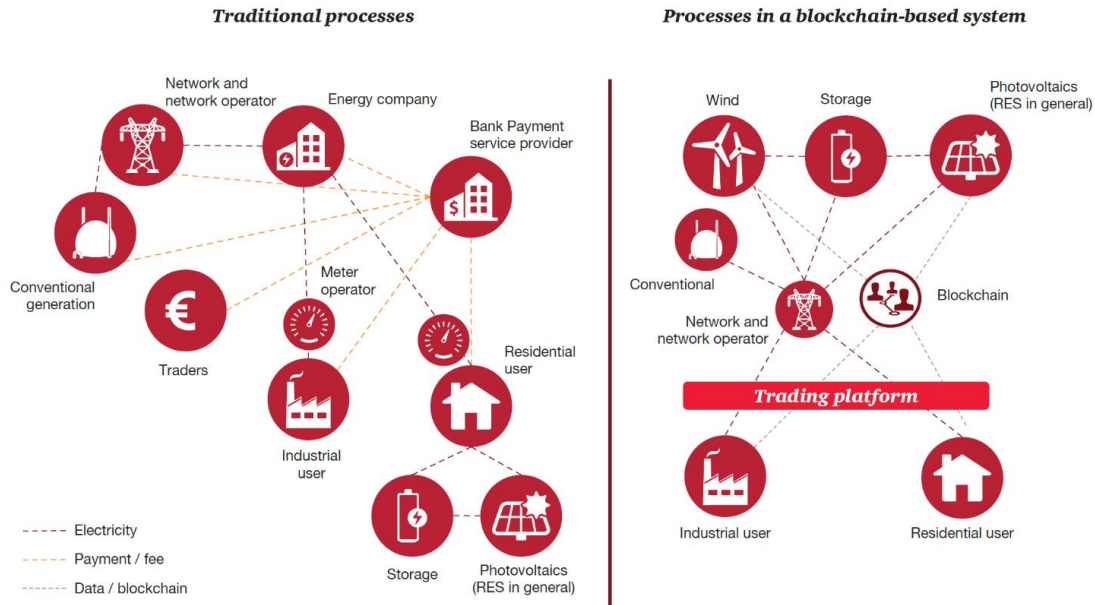 Traditional processes
Network and
network operator
Energy company
Bank Payment
service provider
$
Conventional
generation
€
Traders
Meter
operator
Industrial
user
Residential
user
Storage
Photovoltaics
(RES in general)
Electricity
Payment / fee
Data / blockchain
Processes in a blockchain-based system
Wind
Storage
Photovoltaics
(RES in general)
Conventional
Network and
network operator
Blockchain
Trading platform
Industrial user
Residential user